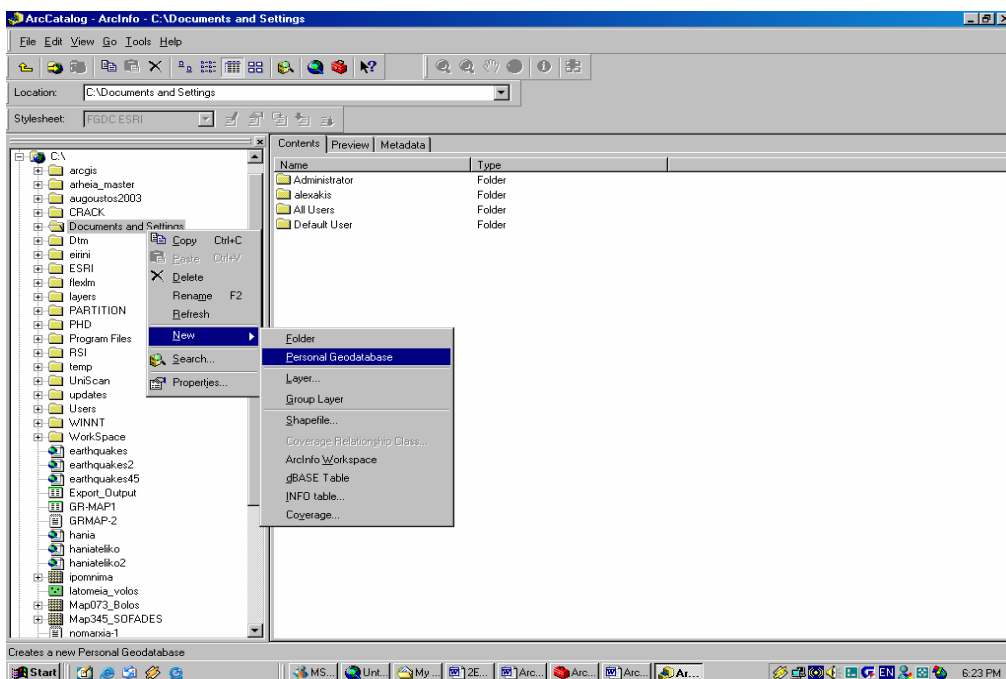 ArcCatalog - ArcInfo - C:\Documents and Settings
File Edit View Go Tools Help
Location: C:\Documents and Settings
Stylesheet: FGDC ESRI
C:\
arcgis
arheia_master
augoustos2003
CRACK
Documents and Settings
Dtm
eirini
ESRI
flexlm
layers
PARTITION
PHD
Program Files
RSI
temp
UniScan
updates
Users
WINNT
WorkSpace
earthquakes
earthquakes2
earthquakes45
Export_Output
GR-MAP1
GRMAP-2
hania
haniateliko
haniateliko2
ipomnima
latomeia_volos
Map073_Bolos
Map345_SOFADES
nomarxia-1
Contents Preview Metadata
Name Type
Administrator Folder
alexakis Folder
All Users Folder
Default User Folder
Copy Ctrl+C
Paste Ctrl+V
Delete
Rename F2
Refresh
New
Search...
Properties...
Folder
Personal Geodatabase
Layer...
Group Layer
Shapefile...
Coverage Relationship Class...
ArcInfo Workspace
dBASE Table
INFO table...
Coverage...
Creates a new Personal Geodatabase
Start MS... Unt... My ... 2E... Arc... Arc... Arc... Ar... EN 6:23 PM